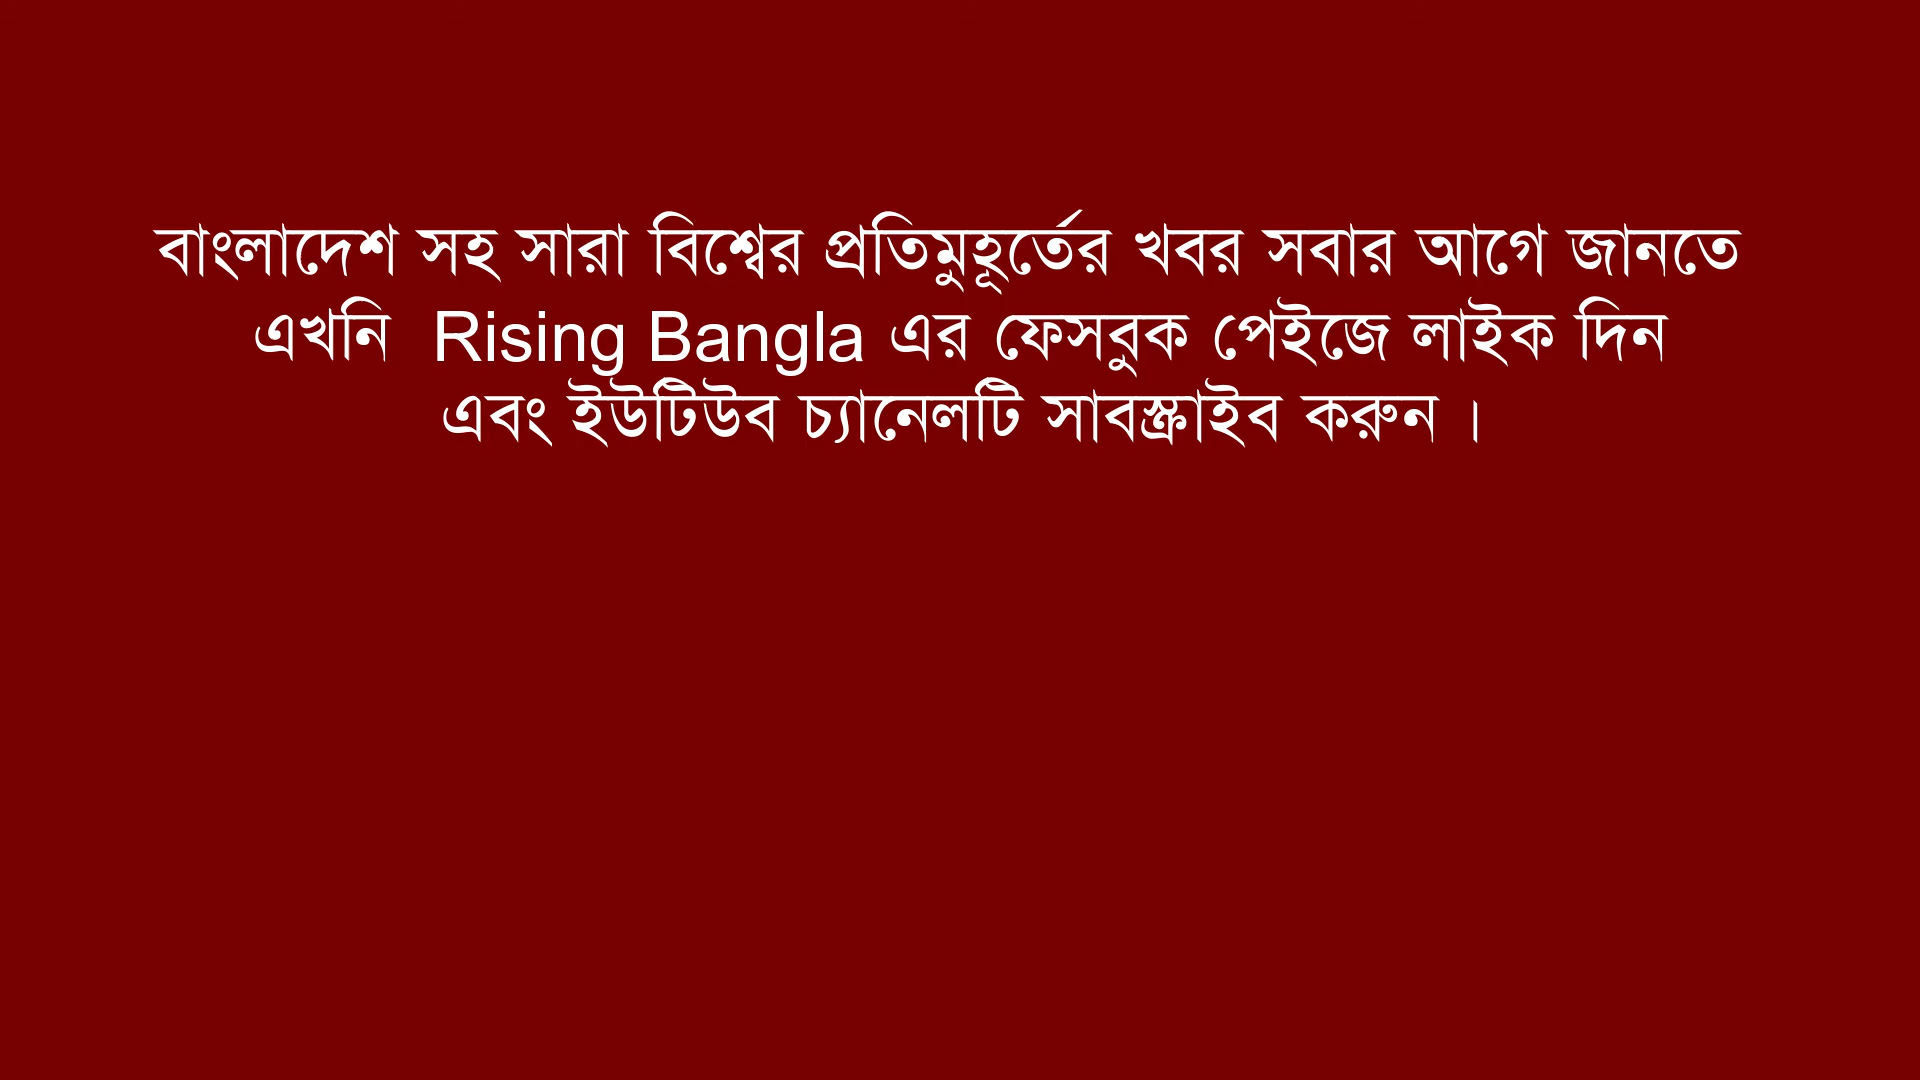 বাংলাদেশ সহ সারা বিশ্বের প্রতিমুহূর্তের খবর সবার আগে জানতে
এখনি  Rising Bangla এর ফেসবুক পেইজে লাইক দিন
এবং ইউটিউব চ্যানেলটি সাবস্ক্রাইব করুন ।